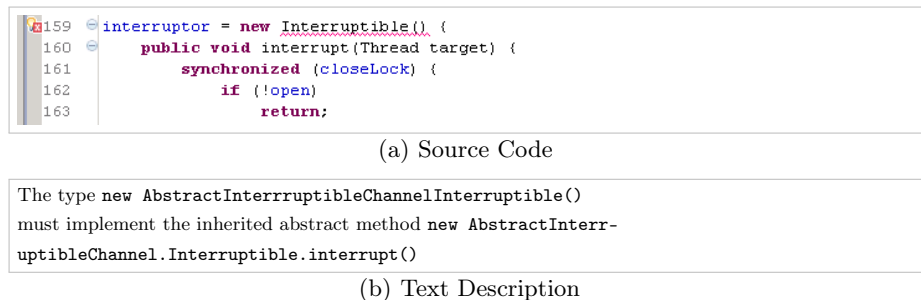 159 interruptor = new Interruptible() {
160 public void interrupt(Thread target) {
161 synchronized (closeLock) {
162 if (!open)
163 return;
(a) Source Code
The type new AbstractInterrruptibleChannelInterruptible()
must implement the inherited abstract method new AbstractInterr-
uptibleChannel.Interruptible.interrupt()
(b) Text Description